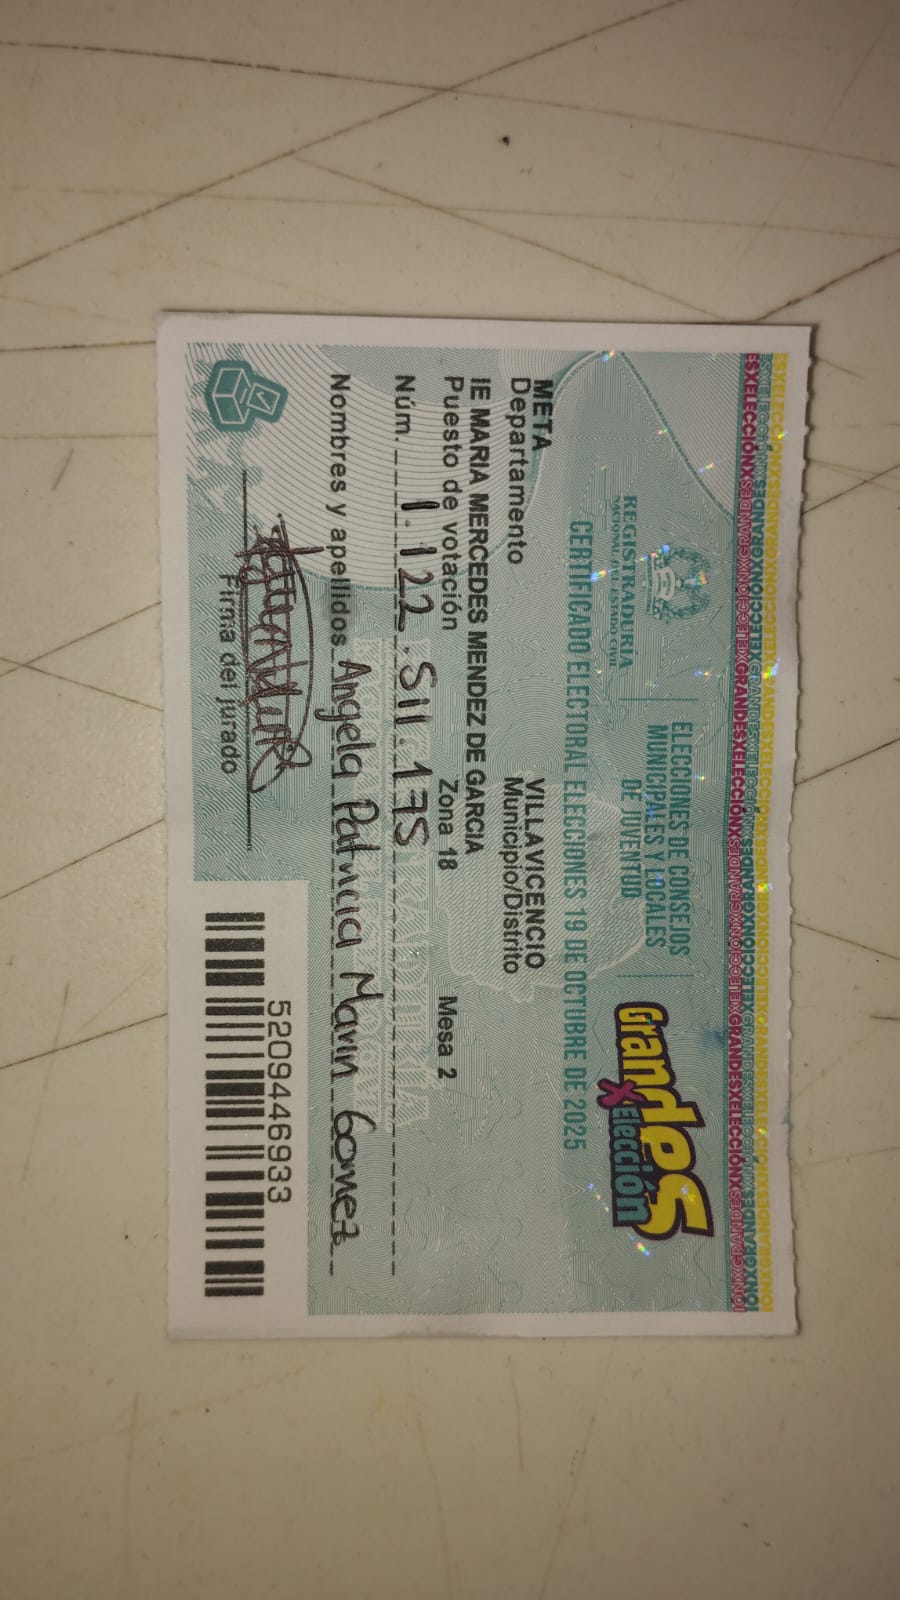 REGISTRADURÍA
NACIONAL DEL ESTADO CIVIL
ELECCIONES DE CONSEJOS
MUNICIPALES Y LOCALES
DE JUVENTUD
Grandes
X Elección
CERTIFICADO ELECTORAL ELECCIONES 19 DE OCTUBRE DE 2025
META
Departamento
VILLAVICENCIO
Municipio/Distrito
IE MARIA MERCEDES MENDEZ DE GARCIA
Puesto de votación
Zona 18
Mesa 2
Núm. 1.122.511.175
Nombres y apellidos Angela Patricia Marin Gomez
Firma del jurado
5209446933